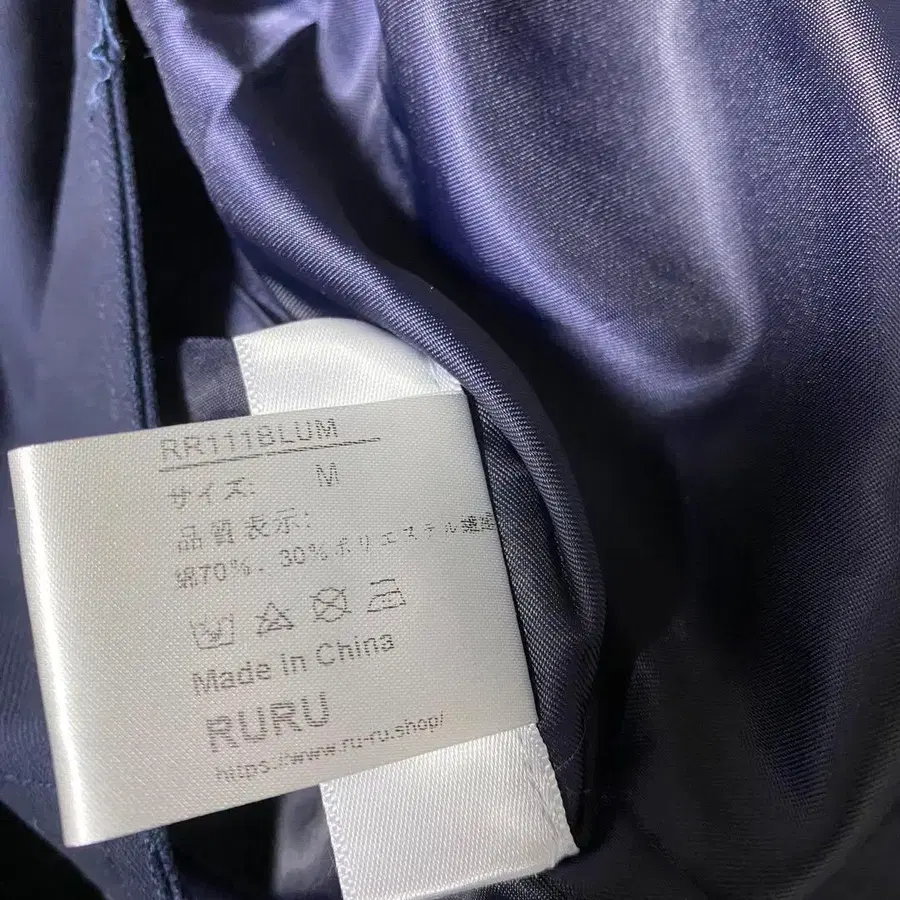 RR111BLUM
サイズ: M
品質表示:
綿70%、30%ポリエステル繊維
Made in China
RURU
https://www.ru-ru.shop/